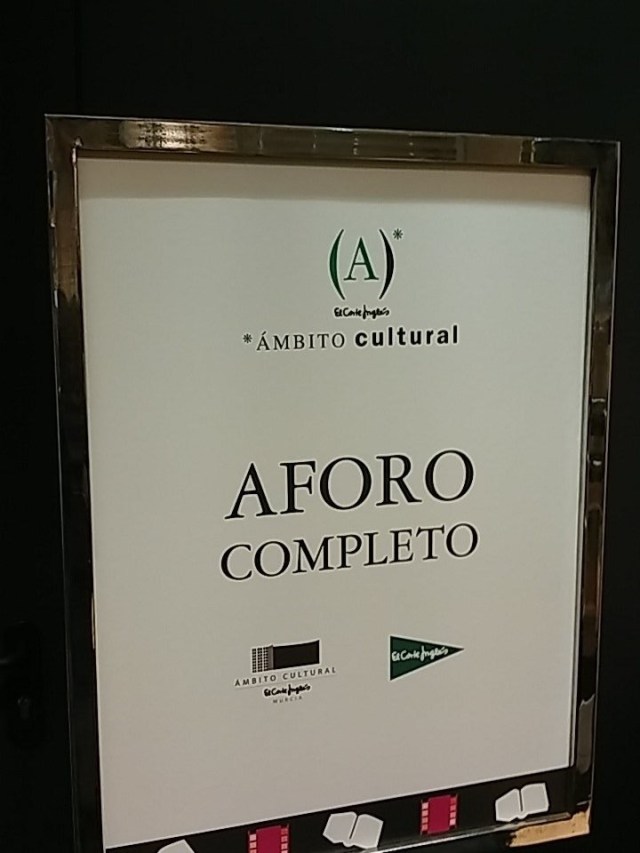 (A)*
El Corte Inglés
*ÁMBITO cultural
AFORO
COMPLETO
ÁMBITO CULTURAL
El Corte Inglés
MURCIA
El Corte Inglés